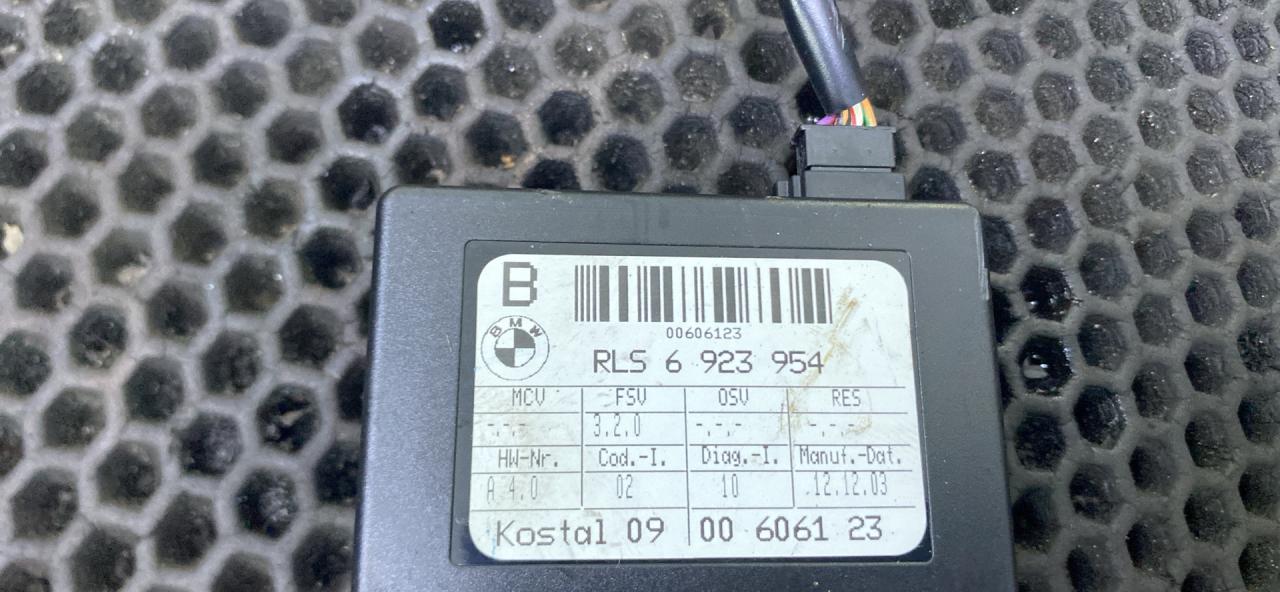 B
BMW
00606123
RLS 6 923 954
MCV FSV OSV RES
-.-.- 3.2.0 -.-.- -.-.-
HW-Nr. Cod.-I. Diag.-I. Manuf.-Dat.
A 4.0 02 10 12.12.03
Kostal 09 00 6061 23